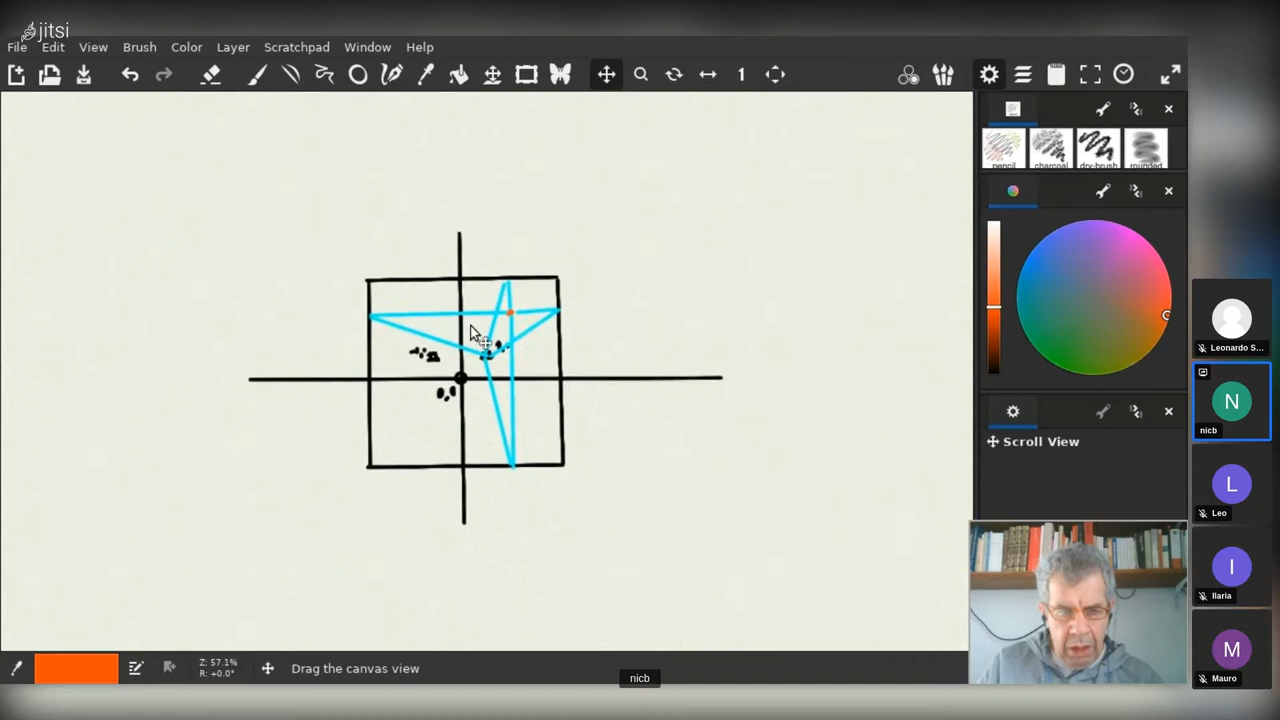 jitsi
File Edit View Brush Color Layer Scratchpad Window Help
1
pencil charcoal dry-brush rounded
Scroll View
Leonardo S...
N
nicb
L
Leo
I
Ilaria
M
Mauro
Z: 57.1%
R: +0.0°
Drag the canvas view
nicb